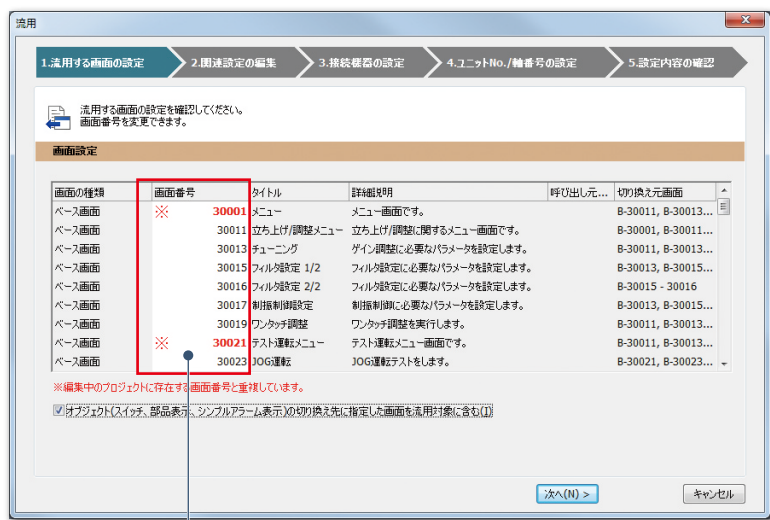 流用
1.流用する画面の設定 2.関連設定の編集 3.接続機器の設定 4.ユニットNo./軸番号の設定 5.設定内容の確認
流用する画面の設定を確認してください。
画面番号を変更できます。
画面設定
画面の種類 画面番号 タイトル 詳細説明 呼び出し元... 切り換え元画面
ベース画面 ※ 30001 メニュー メニュー画面です。 B-30011, B-30013...
ベース画面 30011 立ち上げ/調整メニュー 立ち上げ/調整に関するメニュー画面です。 B-30001, B-30011...
ベース画面 30013 チューニング ゲイン調整に必要なパラメータを設定します。 B-30011, B-30013...
ベース画面 30015 フィルタ設定 1/2 フィルタ設定に必要なパラメータを設定します。 B-30013, B-30015...
ベース画面 30016 フィルタ設定 2/2 フィルタ設定に必要なパラメータを設定します。 B-30015 - 30016
ベース画面 30017 制振制御設定 制振制御に必要なパラメータを設定します。 B-30013, B-30015...
ベース画面 30019 ワンタッチ調整 ワンタッチ調整を実行します。 B-30011, B-30013...
ベース画面 ※ 30021 テスト運転メニュー テスト運転メニュー画面です。 B-30011, B-30013...
ベース画面 30023 JOG運転 JOG運転テストをします。 B-30021, B-30023...
※編集中のプロジェクトに存在する画面番号と重複しています。
オブジェクト(スイッチ、部品表示、シンプルアラーム表示)の切り換え先に指定した画面を流用対象に含む(I)
次へ(N) > キャンセル